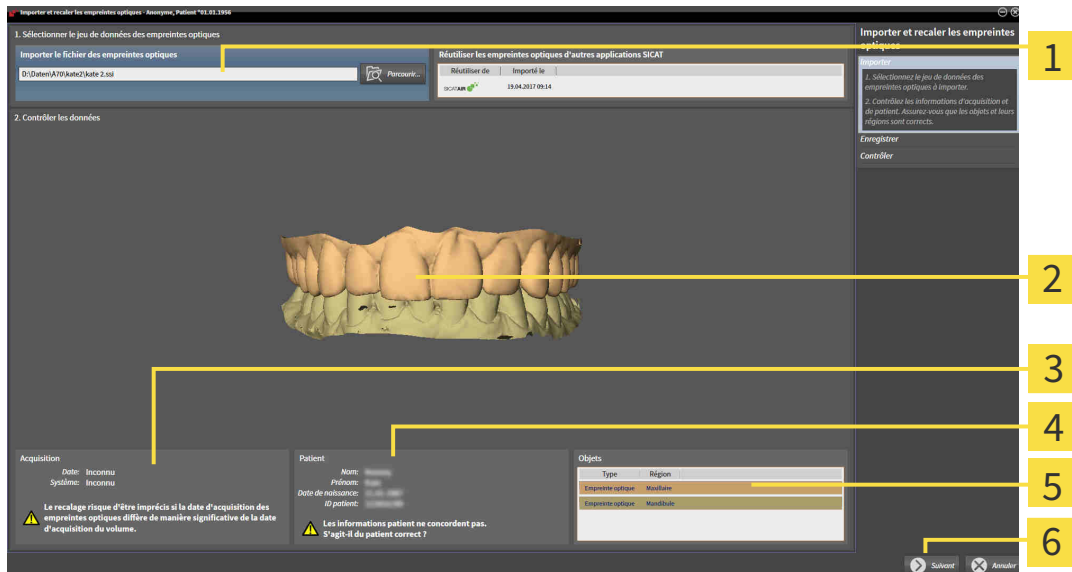 Importer et recaler les empreintes optiques - Anonyme, Patient *01.01.1956
1. Sélectionner le jeu de données des empreintes optiques
Importer le fichier des empreintes optiques
D:\Daten\A70\kate2\kate 2.ssi
Parcourir...
Réutiliser les empreintes optiques d'autres applications SICAT
Réutiliser de
Importé le
SICATAIR
19.04.2017 09:14
2. Contrôler les données
Acquisition
Date: Inconnu
Système: Inconnu
Le recalage risque d'être imprécis si la date d'acquisition des
empreintes optiques diffère de manière significative de la date
d'acquisition du volume.
Patient
Nom:
Prénom:
Date de naissance:
ID patient:
Les informations patient ne concordent pas.
S'agit-il du patient correct ?
Objets
Type
Région
Empreinte optique
Maxillaire
Empreinte optique
Mandibule
Importer et recaler les empreintes
optiques
Importer
1. Sélectionnez le jeu de données des
empreintes optiques à importer.
2. Contrôlez les informations d'acquisition et
de patient. Assurez-vous que les objets et leurs
régions sont corrects.
Enregistrer
Contrôler
Suivant
Annuler
1
2
3
4
5
6